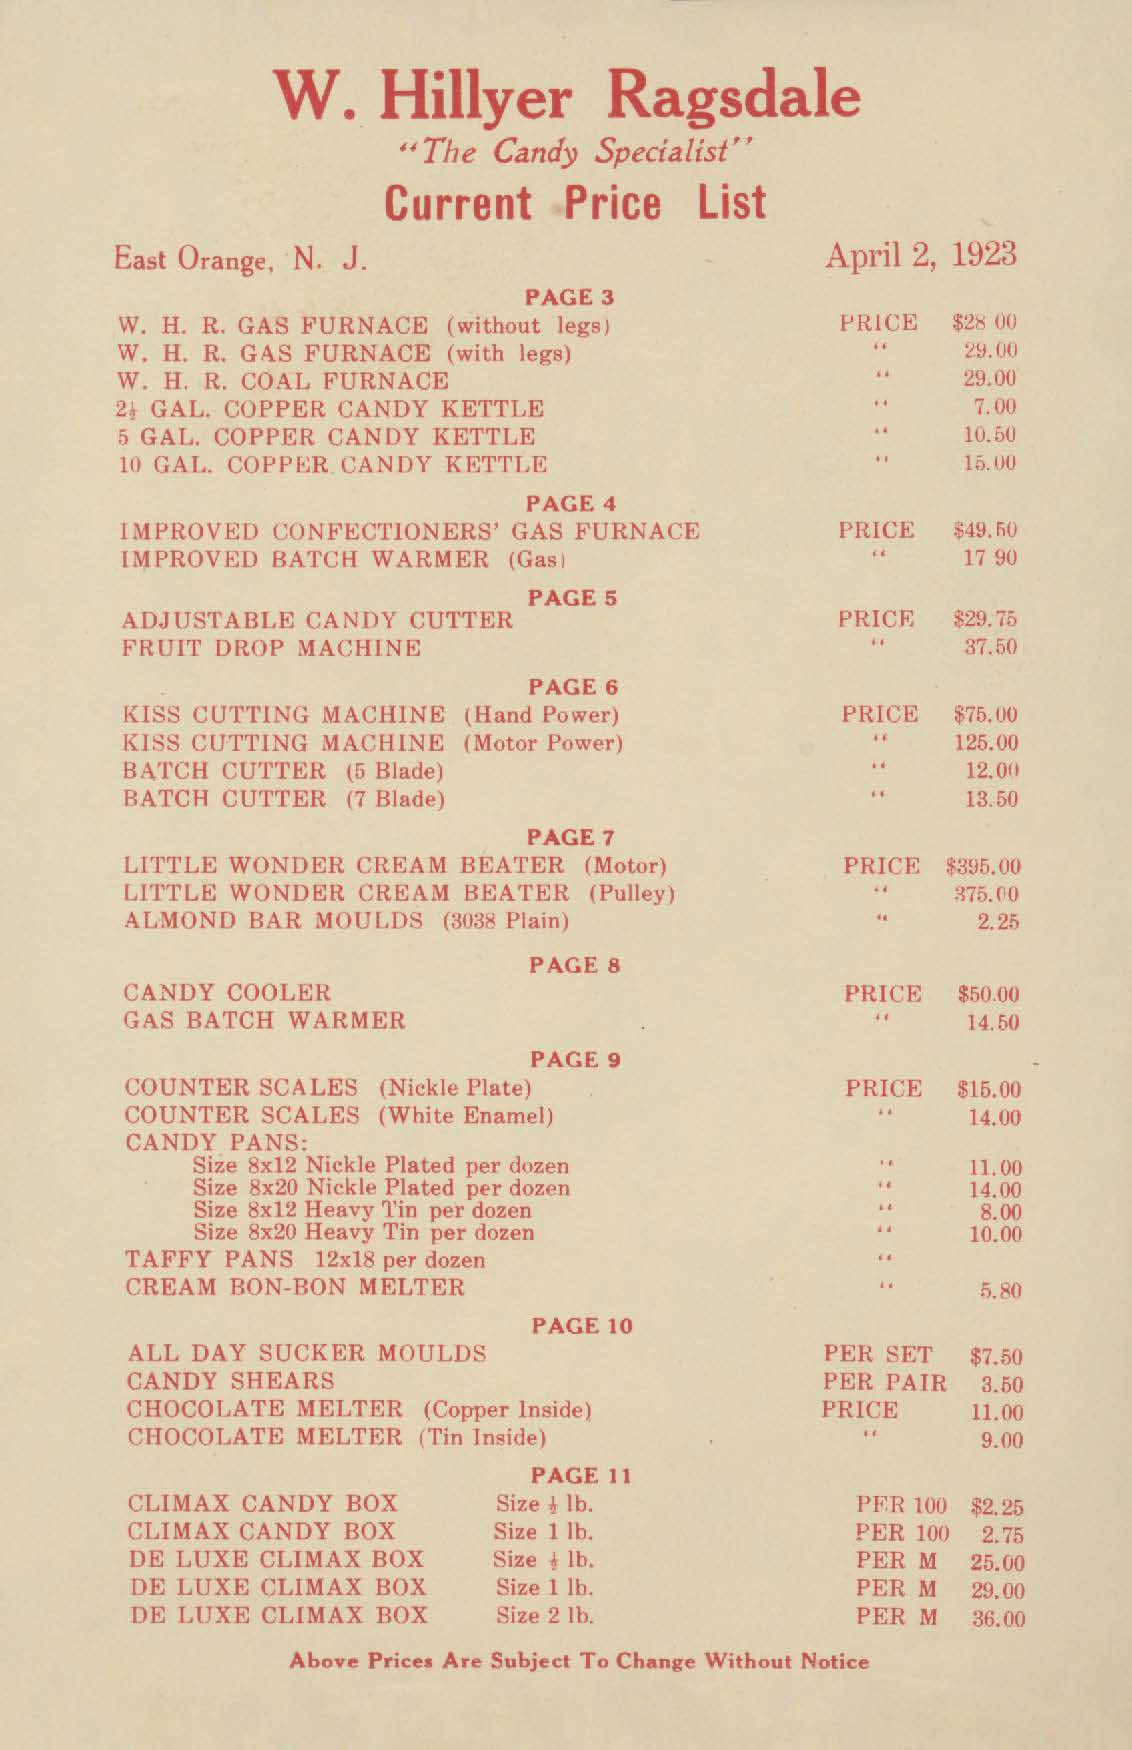 W. Hillyer Ragsdale
"The Candy Specialist"
Current Price List
East Orange, N. J. April 2, 1923
PAGE 3
W. H. R. GAS FURNACE (without legs) PRICE $28 00
W. H. R. GAS FURNACE (with legs) " 29.00
W. H. R. COAL FURNACE " 29.00
2½ GAL. COPPER CANDY KETTLE " 7.00
5 GAL. COPPER CANDY KETTLE " 10.50
10 GAL. COPPER CANDY KETTLE " 15.00
PAGE 4
IMPROVED CONFECTIONERS' GAS FURNACE PRICE $49.50
IMPROVED BATCH WARMER (Gas) " 17 90
PAGE 5
ADJUSTABLE CANDY CUTTER PRICE $29.75
FRUIT DROP MACHINE " 37.50
PAGE 6
KISS CUTTING MACHINE (Hand Power) PRICE $75.00
KISS CUTTING MACHINE (Motor Power) " 125.00
BATCH CUTTER (5 Blade) " 12.00
BATCH CUTTER (7 Blade) " 13.50
PAGE 7
LITTLE WONDER CREAM BEATER (Motor) PRICE $395.00
LITTLE WONDER CREAM BEATER (Pulley) " 375.00
ALMOND BAR MOULDS (3038 Plain) " 2.25
PAGE 8
CANDY COOLER PRICE $50.00
GAS BATCH WARMER " 14.50
PAGE 9
COUNTER SCALES (Nickle Plate) PRICE $15.00
COUNTER SCALES (White Enamel) " 14.00
CANDY PANS:
Size 8x12 Nickle Plated per dozen " 11.00
Size 8x20 Nickle Plated per dozen " 14.00
Size 8x12 Heavy Tin per dozen " 8.00
Size 8x20 Heavy Tin per dozen " 10.00
TAFFY PANS 12x18 per dozen "
CREAM BON-BON MELTER " 5.80
PAGE 10
ALL DAY SUCKER MOULDS PER SET $7.50
CANDY SHEARS PER PAIR 3.50
CHOCOLATE MELTER (Copper Inside) PRICE 11.00
CHOCOLATE MELTER (Tin Inside) " 9.00
PAGE 11
CLIMAX CANDY BOX Size ½ lb. PER 100 $2.25
CLIMAX CANDY BOX Size 1 lb. PER 100 2.75
DE LUXE CLIMAX BOX Size ½ lb. PER M 25.00
DE LUXE CLIMAX BOX Size 1 lb. PER M 29.00
DE LUXE CLIMAX BOX Size 2 lb. PER M 36.00
Above Prices Are Subject To Change Without Notice